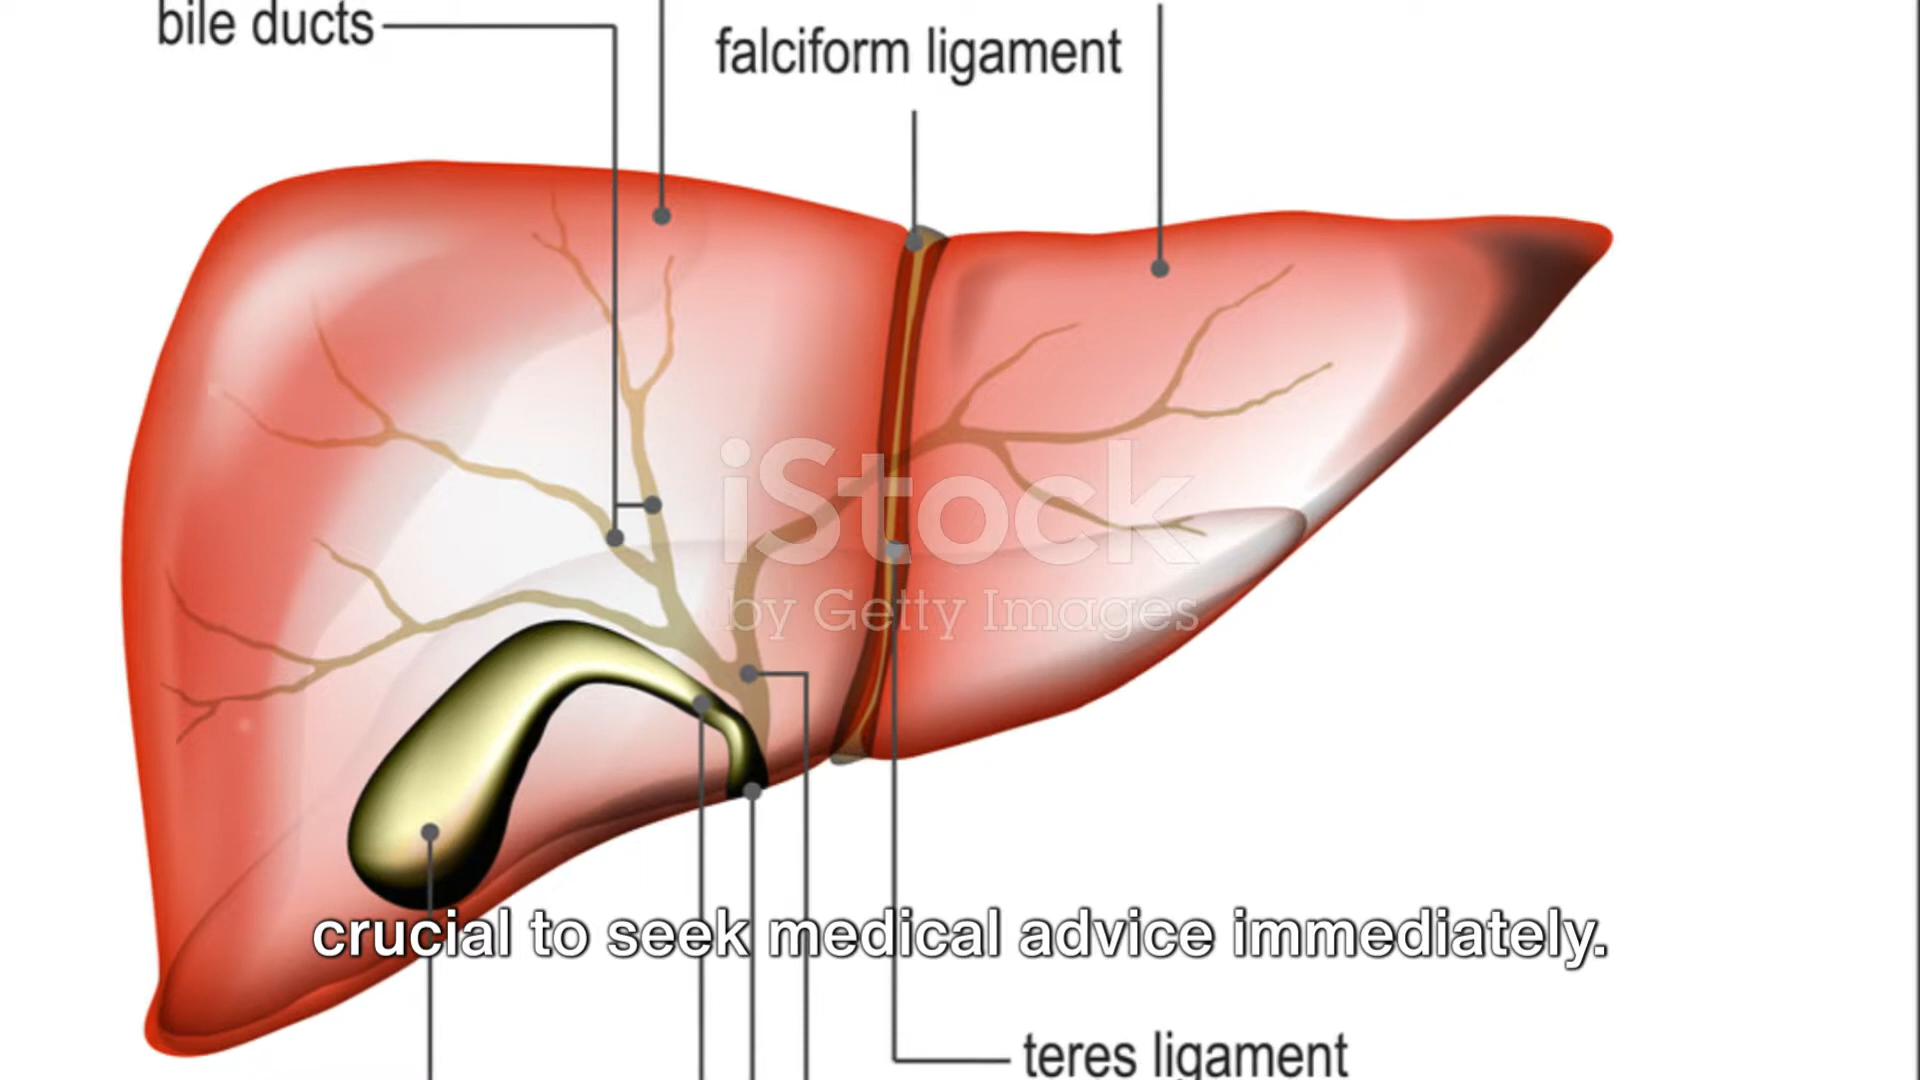 bile ducts
falciform ligament
iStock
by Getty Images
crucial to seek medical advice immediately.
teres ligament